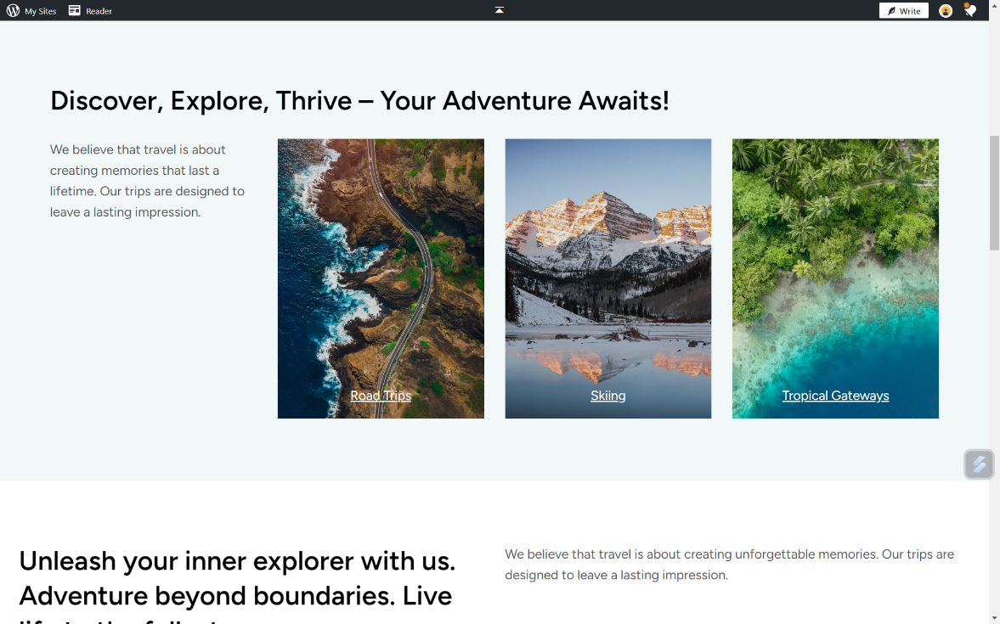 My Sites
Reader
Write
Discover, Explore, Thrive – Your Adventure Awaits!
We believe that travel is about
creating memories that last a
lifetime. Our trips are designed to
leave a lasting impression.
Road Trips
Skiing
Tropical Gateways
Unleash your inner explorer with us.
Adventure beyond boundaries. Live
We believe that travel is about creating unforgettable memories. Our trips are
designed to leave a lasting impression.